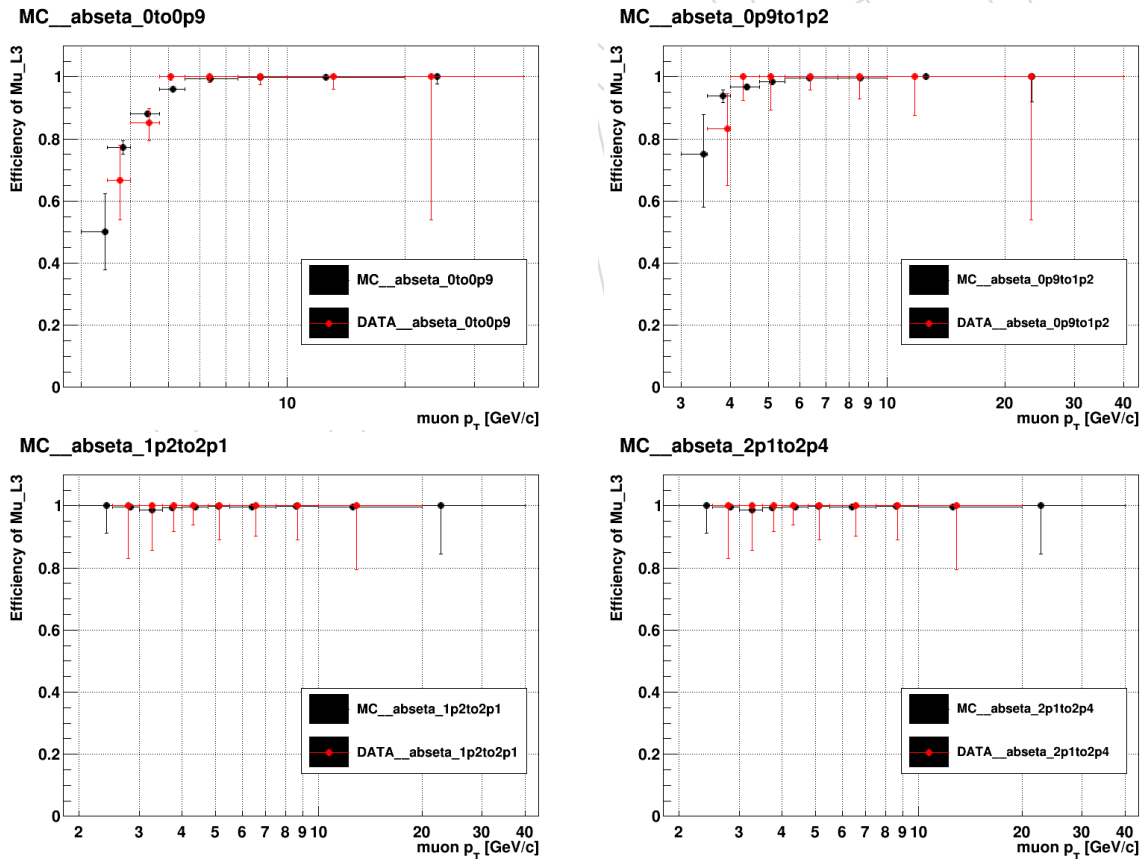 MC__abseta_0to0p9
Efficiency of Mu_L3
1
0.8
0.6
0.4
0.2
0
MC__abseta_0to0p9
DATA__abseta_0to0p9
10
muon pT [GeV/c]
MC__abseta_0p9to1p2
Efficiency of Mu_L3
1
0.8
0.6
0.4
0.2
0
MC__abseta_0p9to1p2
DATA__abseta_0p9to1p2
3 4 5 6 7 8 9 10 20 30 40
muon pT [GeV/c]
MC__abseta_1p2to2p1
Efficiency of Mu_L3
1
0.8
0.6
0.4
0.2
0
MC__abseta_1p2to2p1
DATA__abseta_1p2to2p1
2 3 4 5 6 7 8 9 10 20 30 40
muon pT [GeV/c]
MC__abseta_2p1to2p4
Efficiency of Mu_L3
1
0.8
0.6
0.4
0.2
0
MC__abseta_2p1to2p4
DATA__abseta_2p1to2p4
2 3 4 5 6 7 8 9 10 20 30 40
muon pT [GeV/c]